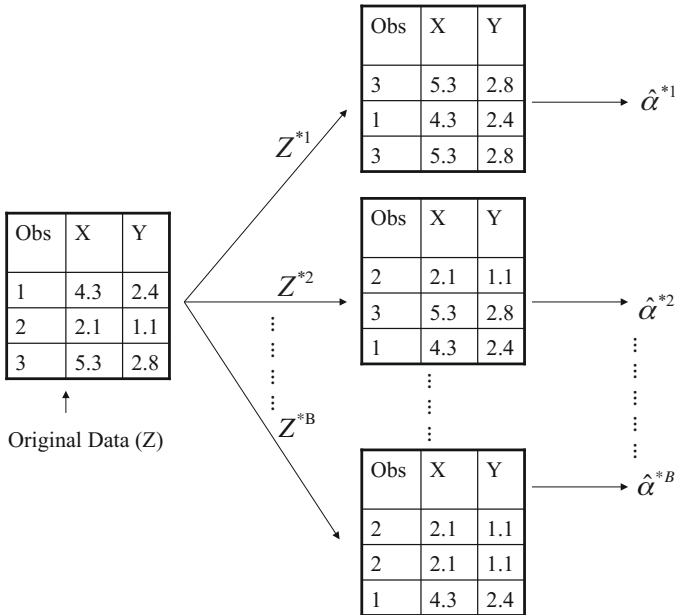 Obs X Y
3 5.3 2.8
1 4.3 2.4
3 5.3 2.8
α̂*1
Z*1
Obs X Y
1 4.3 2.4
2 2.1 1.1
3 5.3 2.8
Original Data (Z)
Z*2
Obs X Y
2 2.1 1.1
3 5.3 2.8
1 4.3 2.4
α̂*2
Z*B
Obs X Y
2 2.1 1.1
2 2.1 1.1
1 4.3 2.4
α̂*B